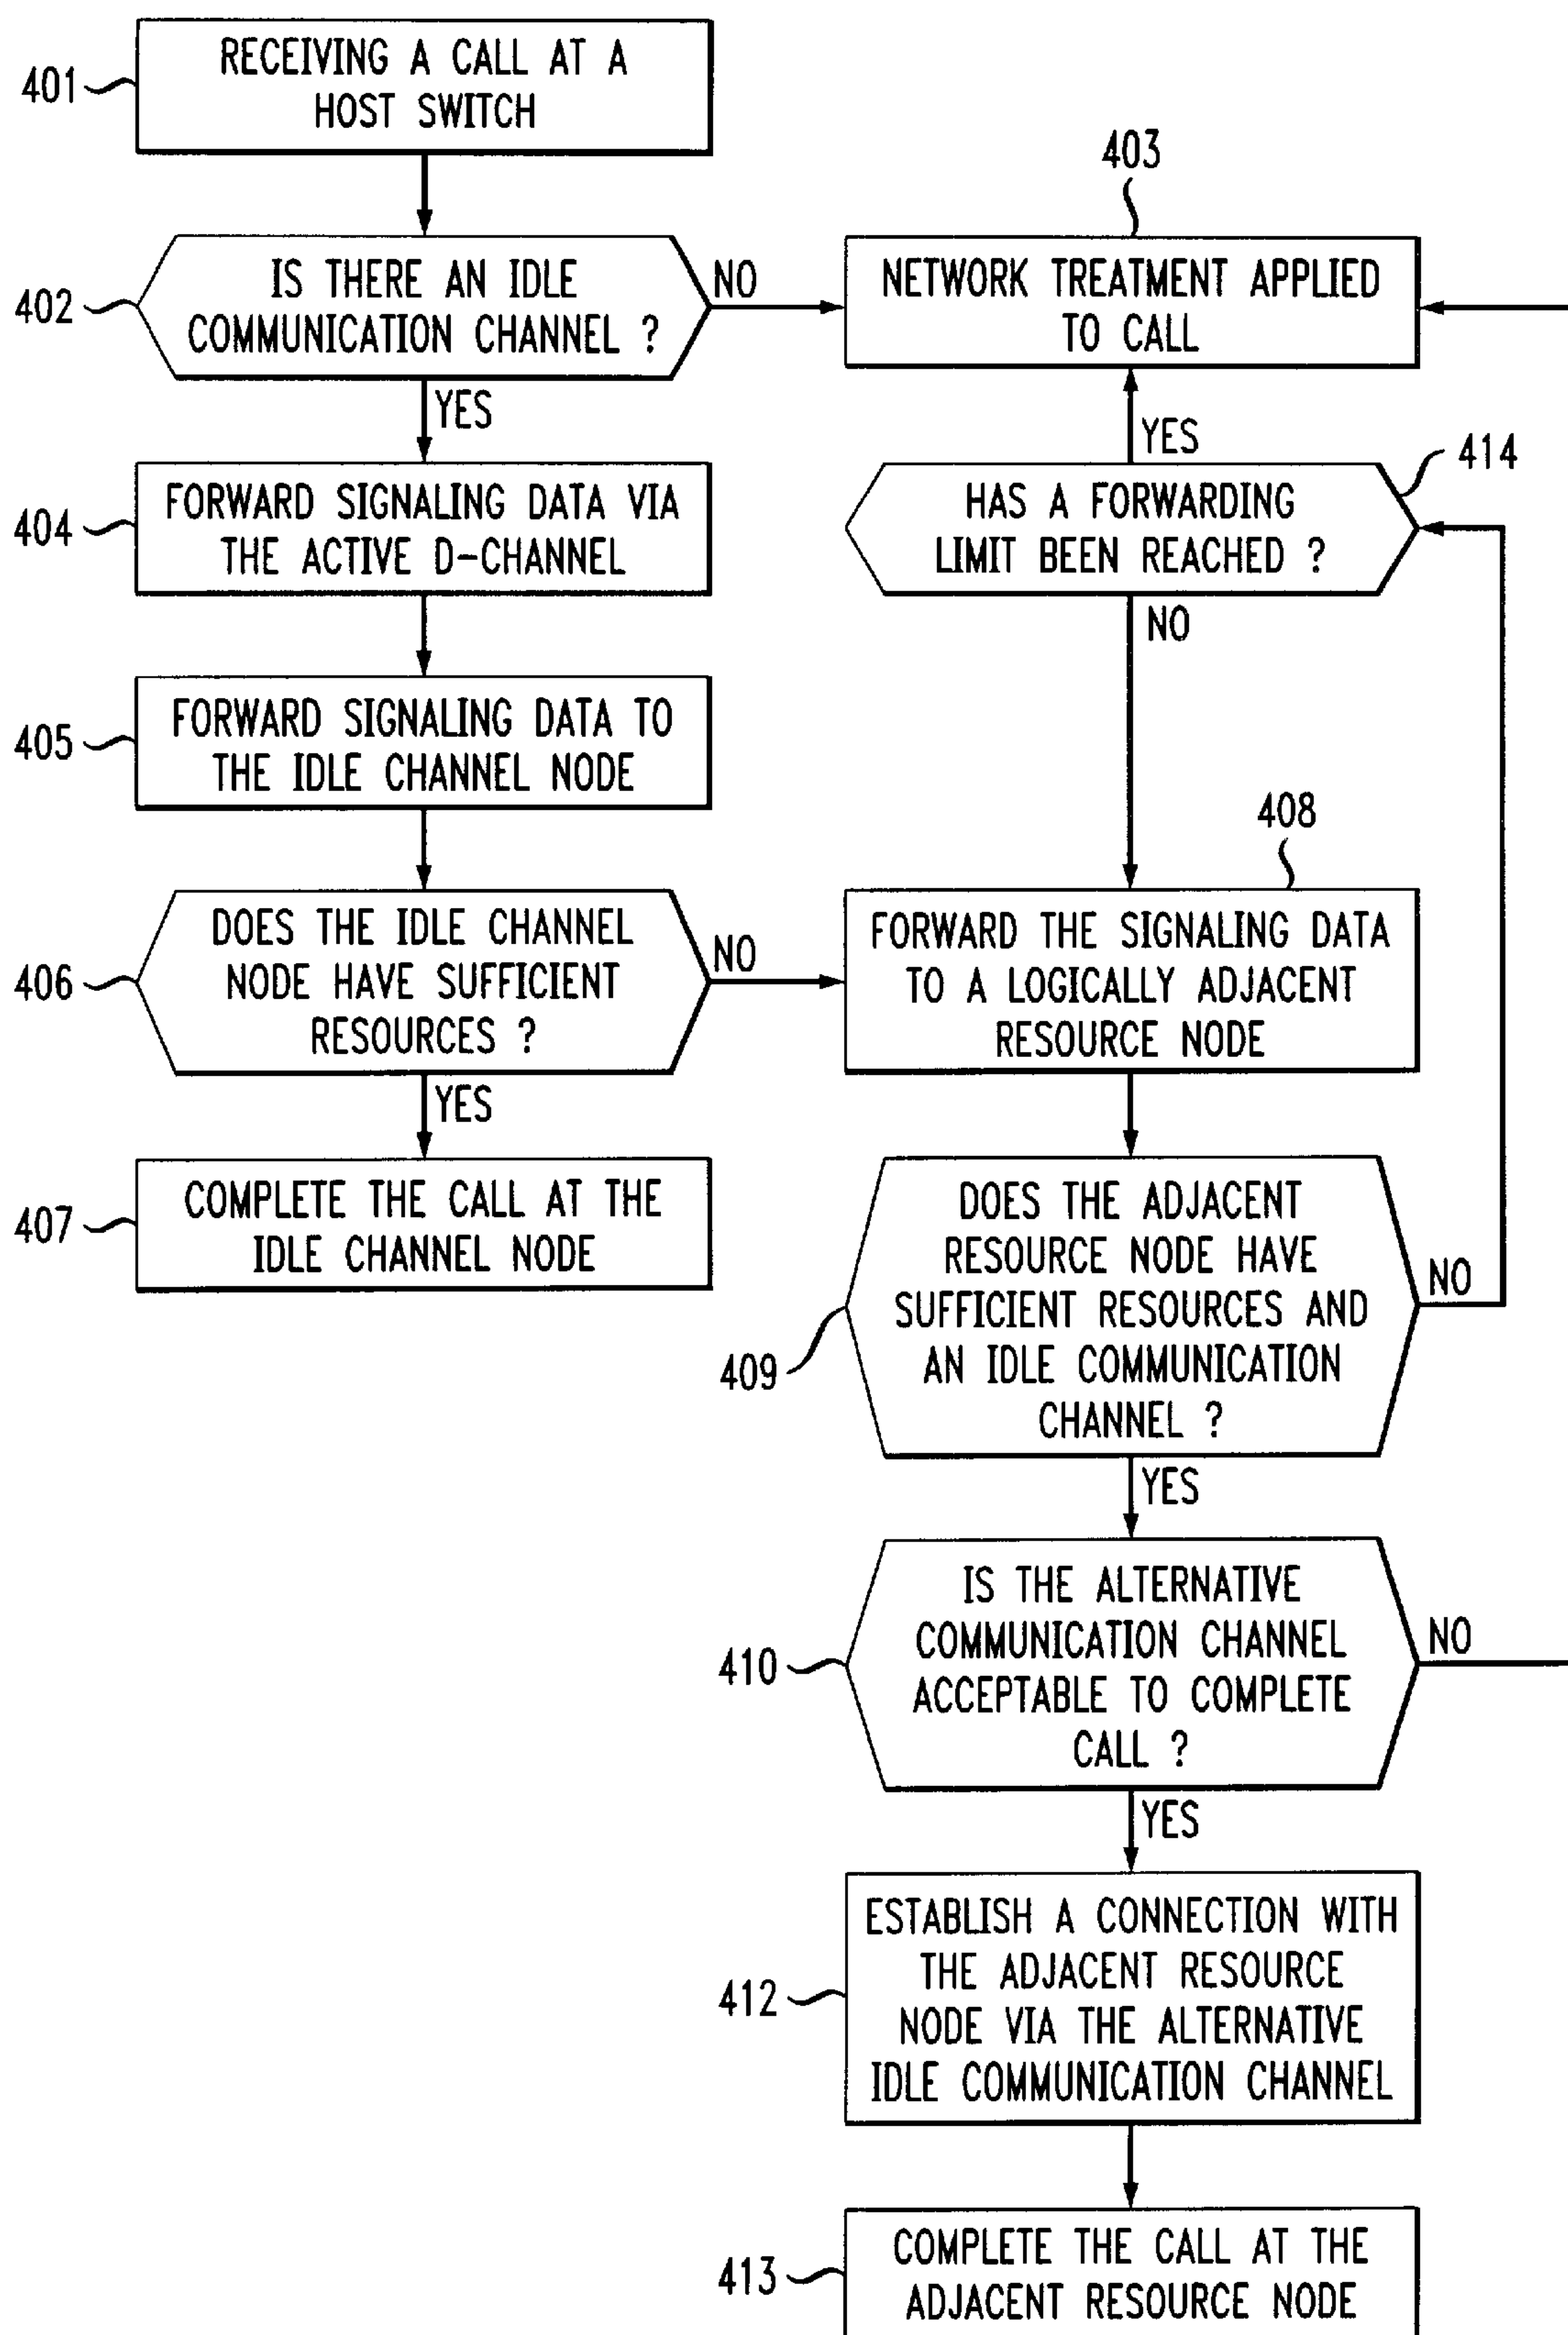 401
RECEIVING A CALL AT A
HOST SWITCH
402
IS THERE AN IDLE
COMMUNICATION CHANNEL ?
NO
YES
403
NETWORK TREATMENT APPLIED
TO CALL
YES
414
HAS A FORWARDING
LIMIT BEEN REACHED ?
NO
404
FORWARD SIGNALING DATA VIA
THE ACTIVE D-CHANNEL
405
FORWARD SIGNALING DATA TO
THE IDLE CHANNEL NODE
406
DOES THE IDLE CHANNEL
NODE HAVE SUFFICIENT
RESOURCES ?
NO
YES
407
COMPLETE THE CALL AT THE
IDLE CHANNEL NODE
408
FORWARD THE SIGNALING DATA
TO A LOGICALLY ADJACENT
RESOURCE NODE
409
DOES THE ADJACENT
RESOURCE NODE HAVE
SUFFICIENT RESOURCES AND
AN IDLE COMMUNICATION
CHANNEL ?
NO
YES
410
IS THE ALTERNATIVE
COMMUNICATION CHANNEL
ACCEPTABLE TO COMPLETE
CALL ?
NO
YES
412
ESTABLISH A CONNECTION WITH
THE ADJACENT RESOURCE
NODE VIA THE ALTERNATIVE
IDLE COMMUNICATION CHANNEL
413
COMPLETE THE CALL AT THE
ADJACENT RESOURCE NODE